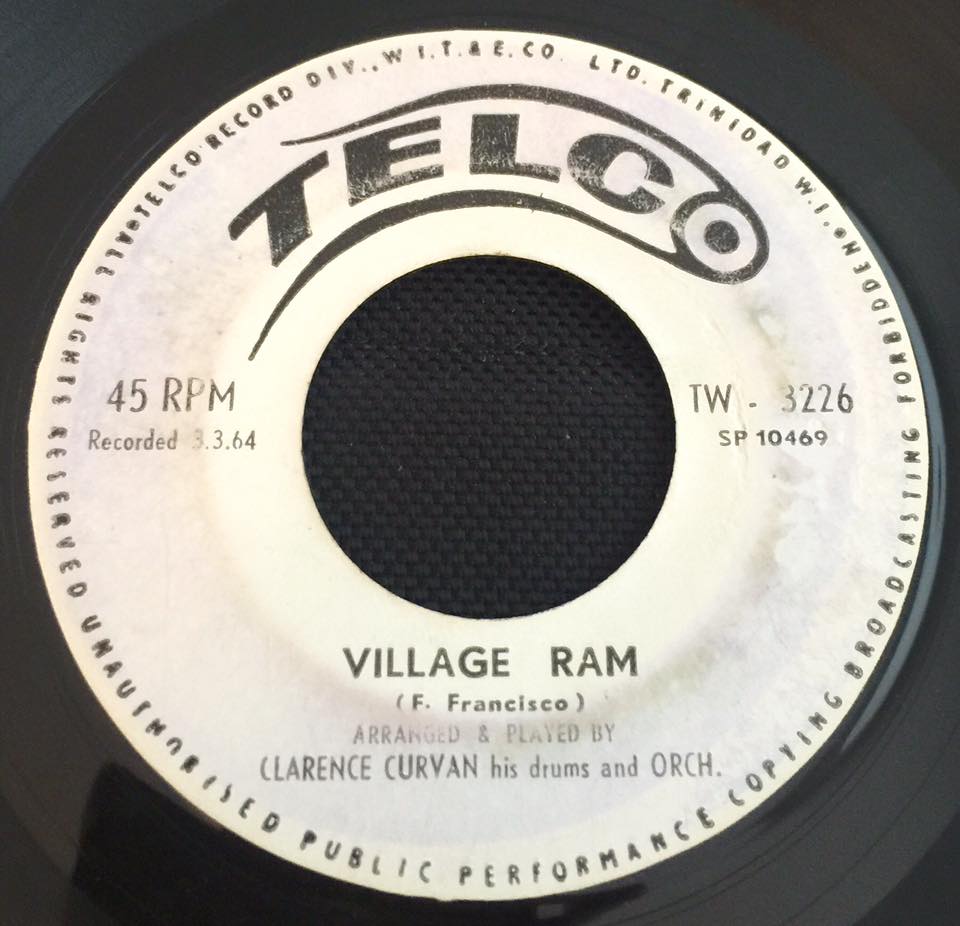 TELCO RECORD DIV., W.I.T. & E. CO. LTD. TRINIDAD W.I. • ALL RIGHTS RESERVED UNAUTHORISED PUBLIC PERFORMANCE COPYING BROADCASTING FORBIDDEN •
TELCO
45 RPM
Recorded 3.3.64
TW - 3226
SP 10469
VILLAGE RAM
(F. Francisco)
ARRANGED & PLAYED BY
CLARENCE CURVAN his drums and ORCH.